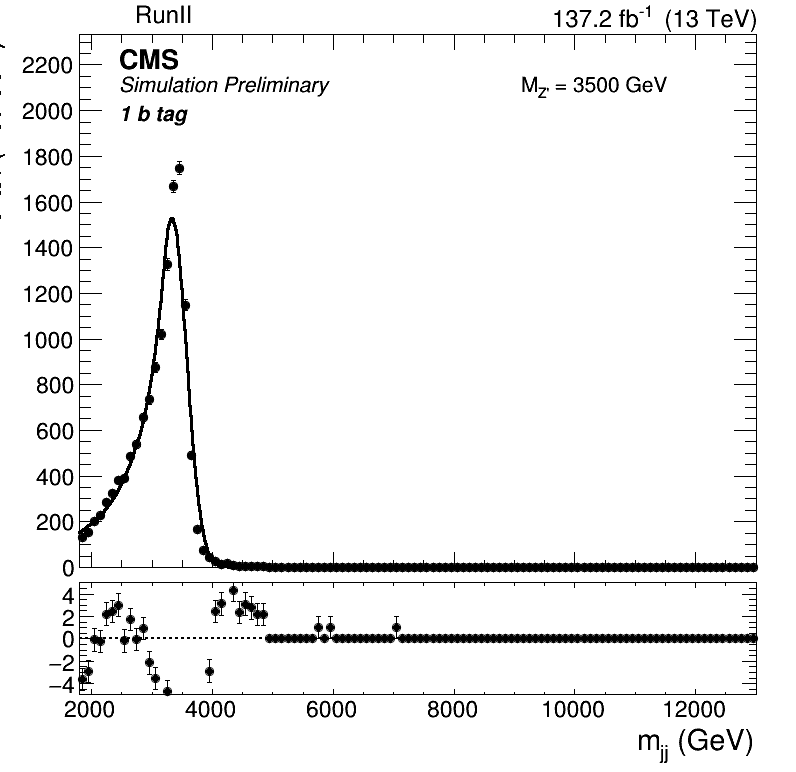 RunII 137.2 fb-1 (13 TeV)
CMS
Simulation Preliminary
MZ' = 3500 GeV
1 b tag
2200
2000
1800
1600
1400
1200
1000
800
600
400
200
0
4
2
0
−2
−4
2000 4000 6000 8000 10000 12000
mjj (GeV)